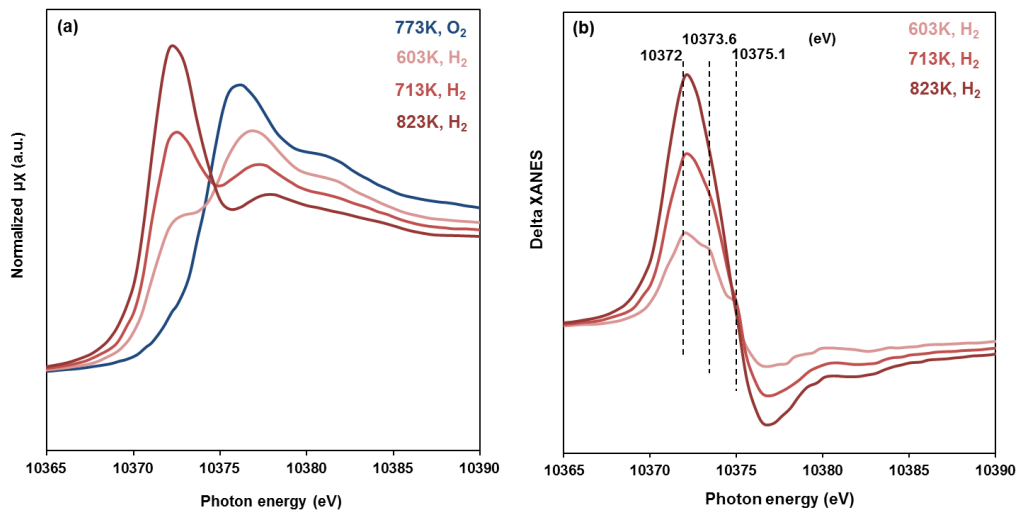 (a)
773K, O₂
603K, H₂
713K, H₂
823K, H₂
Normalized μχ (a.u.)
10365 10370 10375 10380 10385 10390
Photon energy (eV)
(b)
10373.6 (eV)
10372 10375.1
603K, H₂
713K, H₂
823K, H₂
Delta XANES
10365 10370 10375 10380 10385 10390
Photon energy (eV)